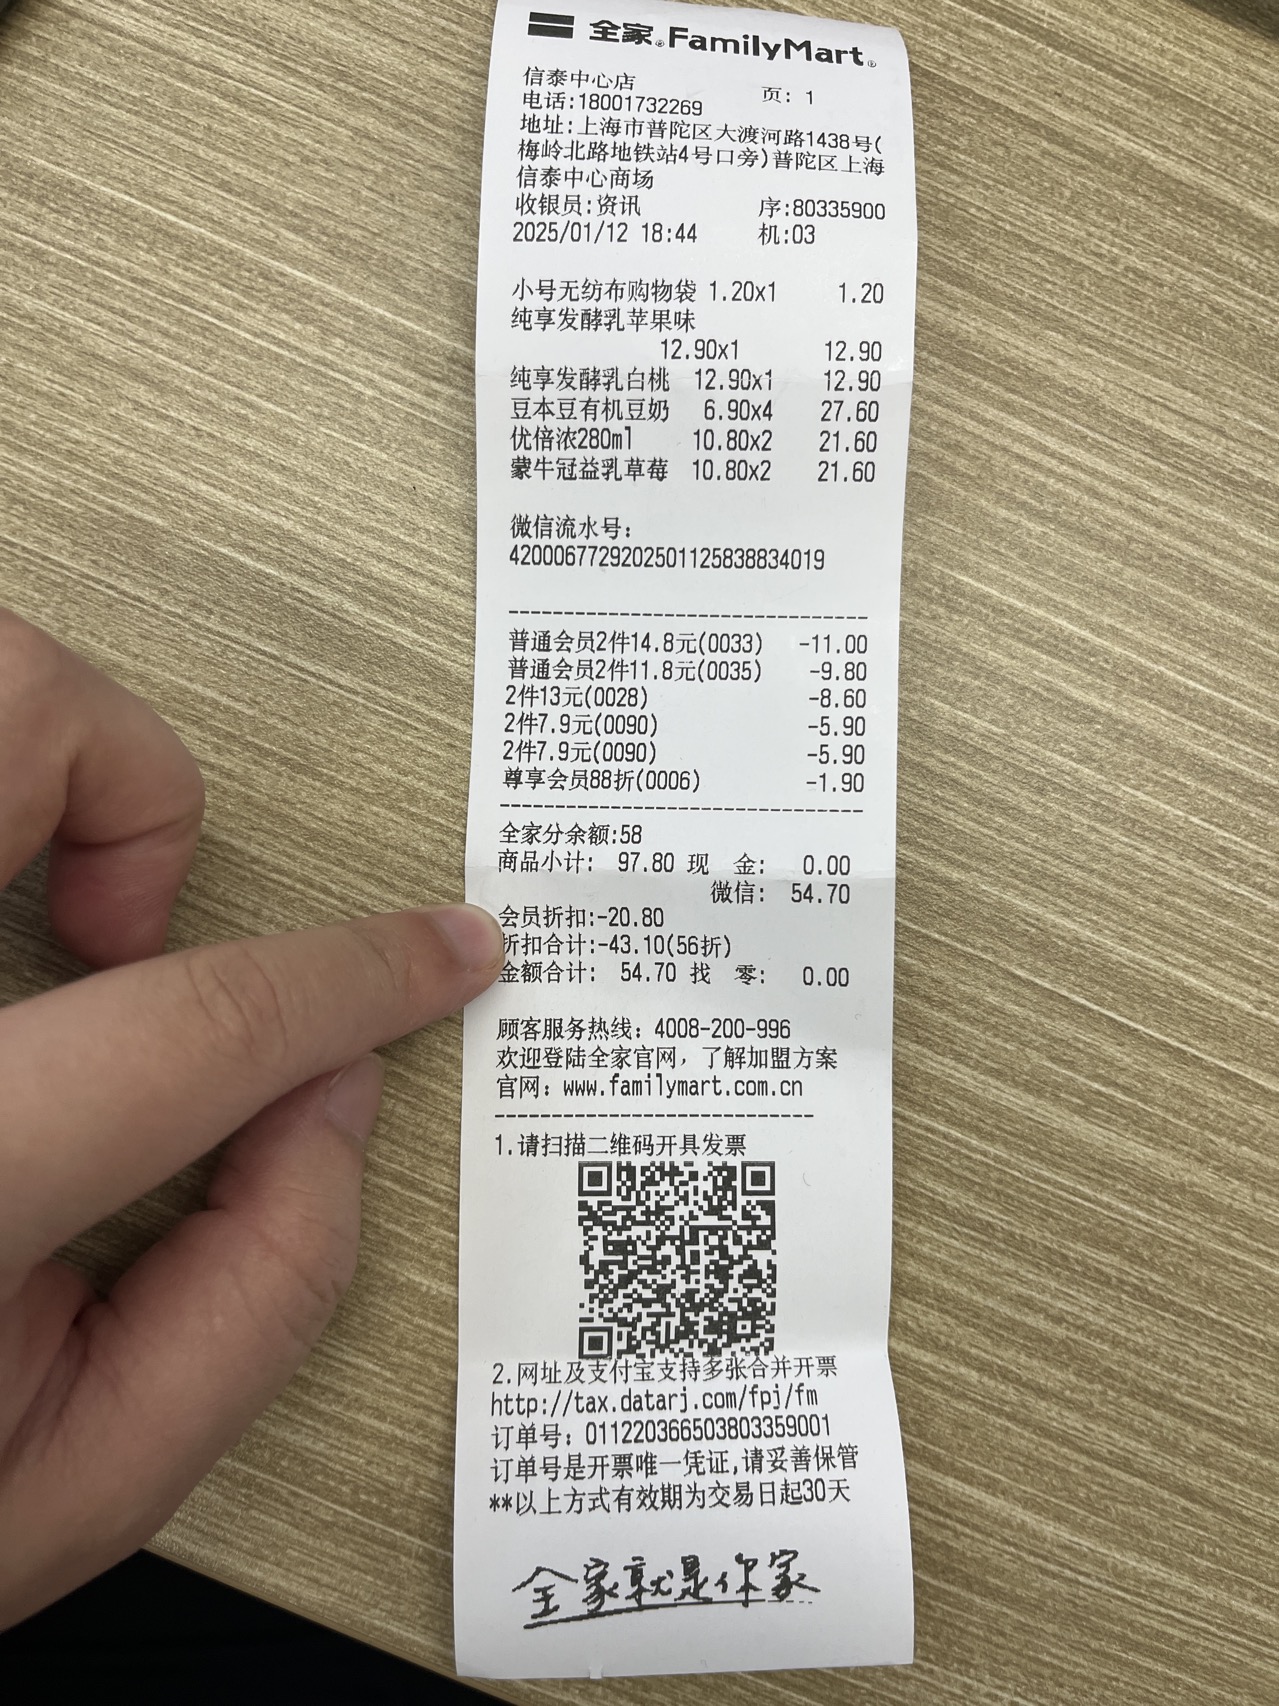 全家®FamilyMart®
信泰中心店 页: 1
电话:18001732269
地址:上海市普陀区大渡河路1438号(
梅岭北路地铁站4号口旁)普陀区上海
信泰中心商场
收银员:资讯 序:80335900
2025/01/12 18:44 机:03
小号无纺布购物袋 1.20x1 1.20
纯享发酵乳苹果味
12.90x1 12.90
纯享发酵乳白桃 12.90x1 12.90
豆本豆有机豆奶 6.90x4 27.60
优倍浓280ml 10.80x2 21.60
蒙牛冠益乳草莓 10.80x2 21.60
微信流水号:
4200067729202501125838834019
普通会员2件14.8元(0033) -11.00
普通会员2件11.8元(0035) -9.80
2件13元(0028) -8.60
2件7.9元(0090) -5.90
2件7.9元(0090) -5.90
尊享会员88折(0006) -1.90
全家分余额:58
商品小计: 97.80 现 金: 0.00
微信: 54.70
会员折扣:-20.80
折扣合计:-43.10(56折)
金额合计: 54.70 找 零: 0.00
顾客服务热线: 4008-200-996
欢迎登陆全家官网, 了解加盟方案
官网: www.familymart.com.cn
1.请扫描二维码开具发票
2.网址及支付宝支持多张合并开票
http://tax.datarj.com/fpj/fm
订单号: 011220366503803359001
订单号是开票唯一凭证,请妥善保管
**以上方式有效期为交易日起30天
全家就是你家